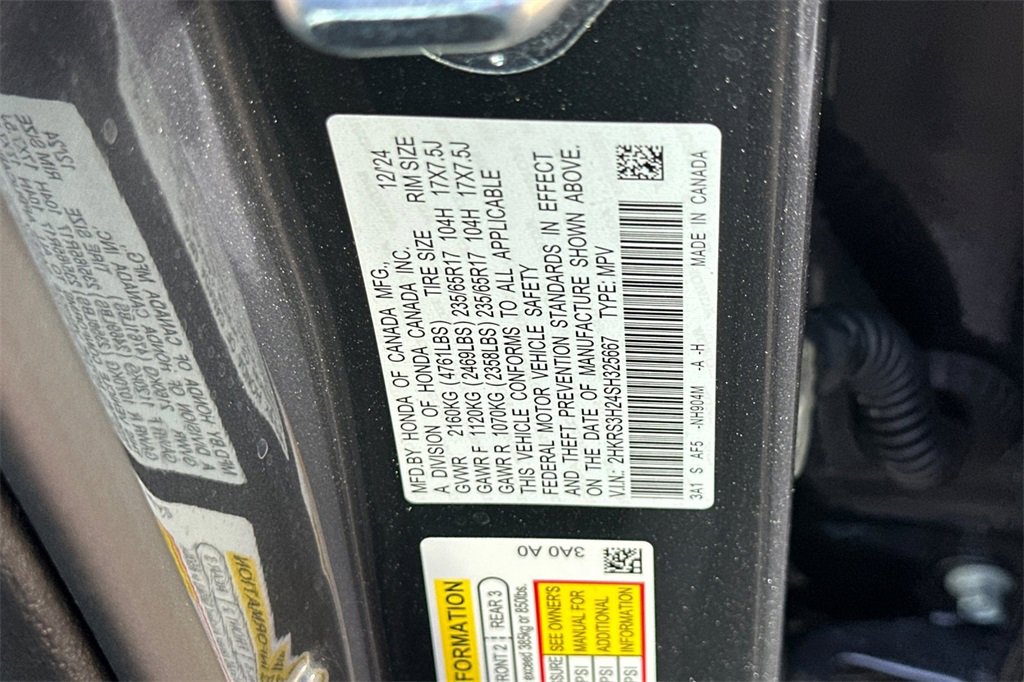 MFD.BY HONDA OF CANADA MFG., 12/24
A DIVISION OF HONDA CANADA INC.
TIRE SIZE RIM SIZE
GVWR 2160KG (4761LBS)
GAWR F 1120KG (2469LBS) 235/65R17 104H 17X7.5J
GAWR R 1070KG (2358LBS) 235/65R17 104H 17X7.5J
THIS VEHICLE CONFORMS TO ALL APPLICABLE
FEDERAL MOTOR VEHICLE SAFETY
AND THEFT PREVENTION STANDARDS IN EFFECT
ON THE DATE OF MANUFACTURE SHOWN ABOVE.
V.I.N.: 2HKRS3H24SH325667 TYPE: MPV
3A1 S AF5 -NH904M -A -H MADE IN CANADA
3A0 A0
FORMATION
FRONT 2 REAR 3
exceed 385kg or 850lbs.
SEE OWNER'S
MANUAL FOR
ADDITIONAL
INFORMATION